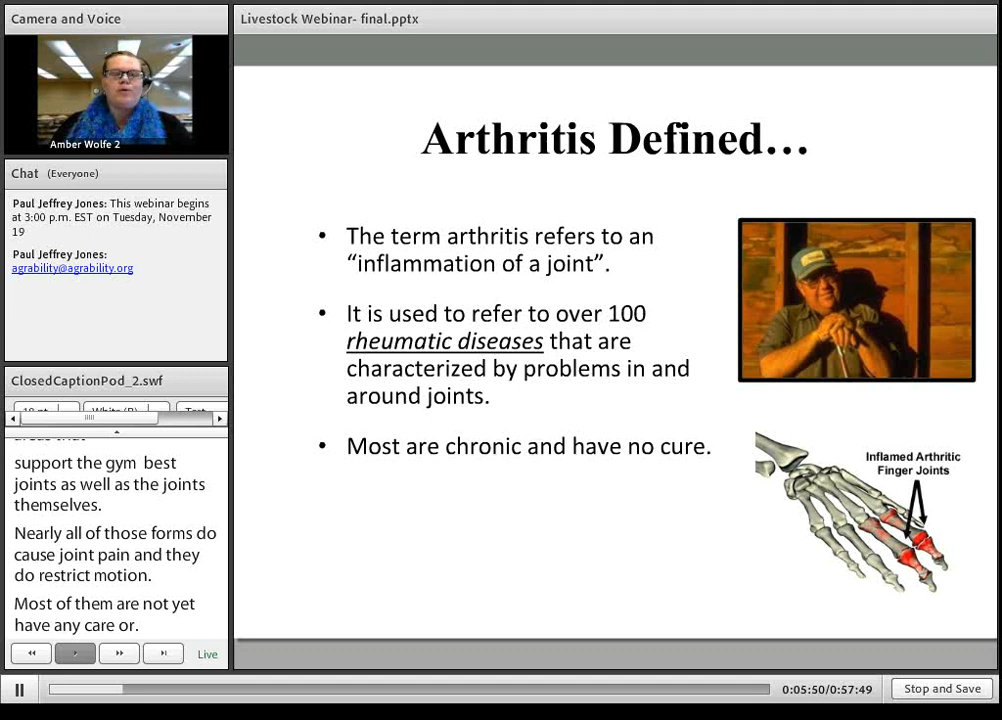 Camera and Voice
Amber Wolfe 2
Chat (Everyone)
Paul Jeffrey Jones: This webinar begins
at 3:00 p.m. EST on Tuesday, November
19
Paul Jeffrey Jones:
agrability@agrability.org
ClosedCaptionPod_2.swf
support the gym best
joints as well as the joints
themselves.
Nearly all of those forms do
cause joint pain and they
do restrict motion.
Most of them are not yet
have any care or.
Live
Livestock Webinar- final.pptx
Arthritis Defined…
• The term arthritis refers to an
“inflammation of a joint”.
• It is used to refer to over 100
rheumatic diseases that are
characterized by problems in and
around joints.
• Most are chronic and have no cure.
Inflamed Arthritic
Finger Joints
0:05:50/0:57:49
Stop and Save